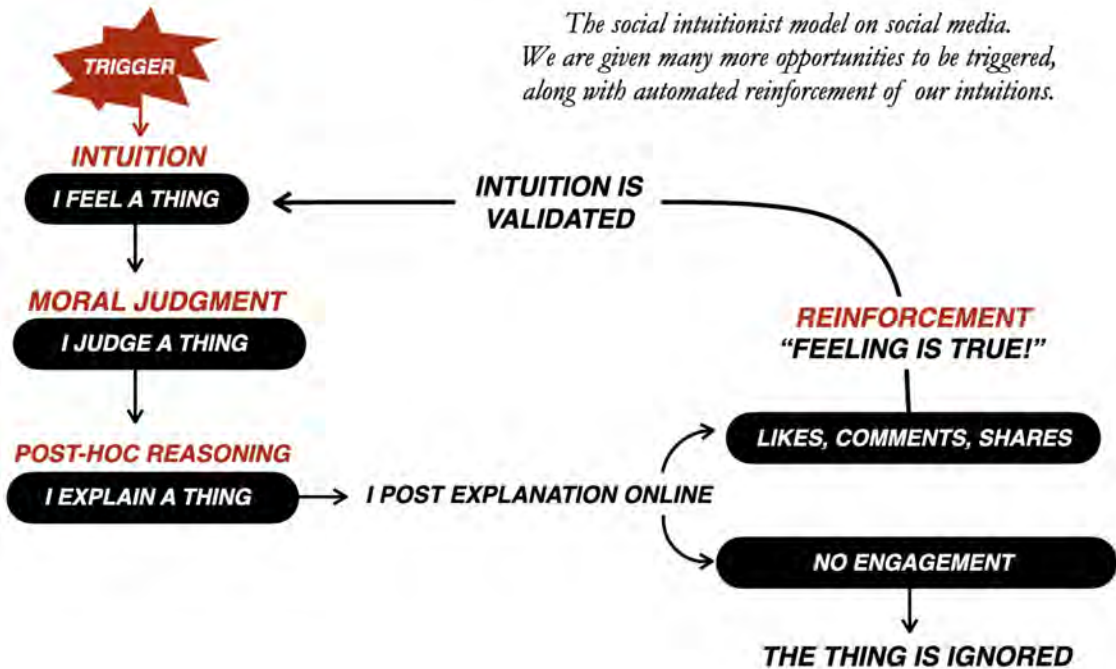 The social intuitionist model on social media.
We are given many more opportunities to be triggered,
along with automated reinforcement of our intuitions.
TRIGGER
INTUITION
I FEEL A THING
MORAL JUDGMENT
I JUDGE A THING
POST-HOC REASONING
I EXPLAIN A THING
I POST EXPLANATION ONLINE
LIKES, COMMENTS, SHARES
REINFORCEMENT
“FEELING IS TRUE!”
INTUITION IS
VALIDATED
NO ENGAGEMENT
THE THING IS IGNORED